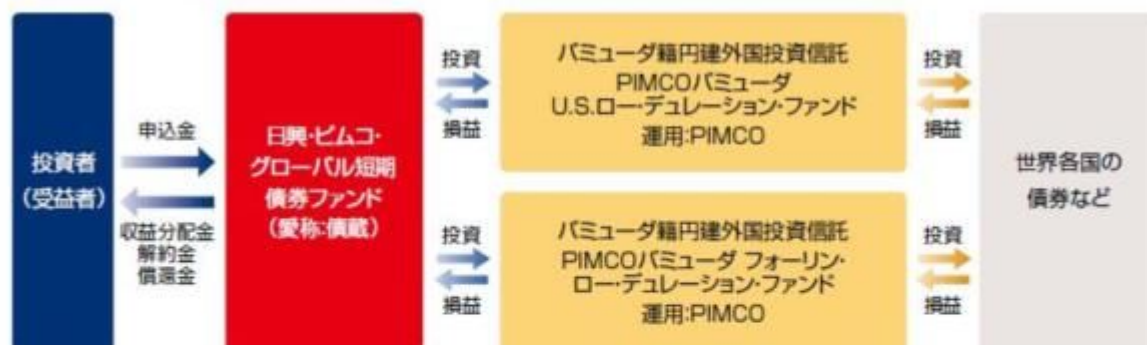 投資者
(受益者)
申込金
収益分配金
解約金
償還金
日興・ピムコ・
グローバル短期
債券ファンド
(愛称:債蔵)
投資
損益
バミューダ籍円建外国投資信託
PIMCOバミューダ
U.S.ロー・デュレーション・ファンド
運用:PIMCO
投資
損益
投資
損益
バミューダ籍円建外国投資信託
PIMCOバミューダ フォーリン・
ロー・デュレーション・ファンド
運用:PIMCO
投資
損益
世界各国の
債券など